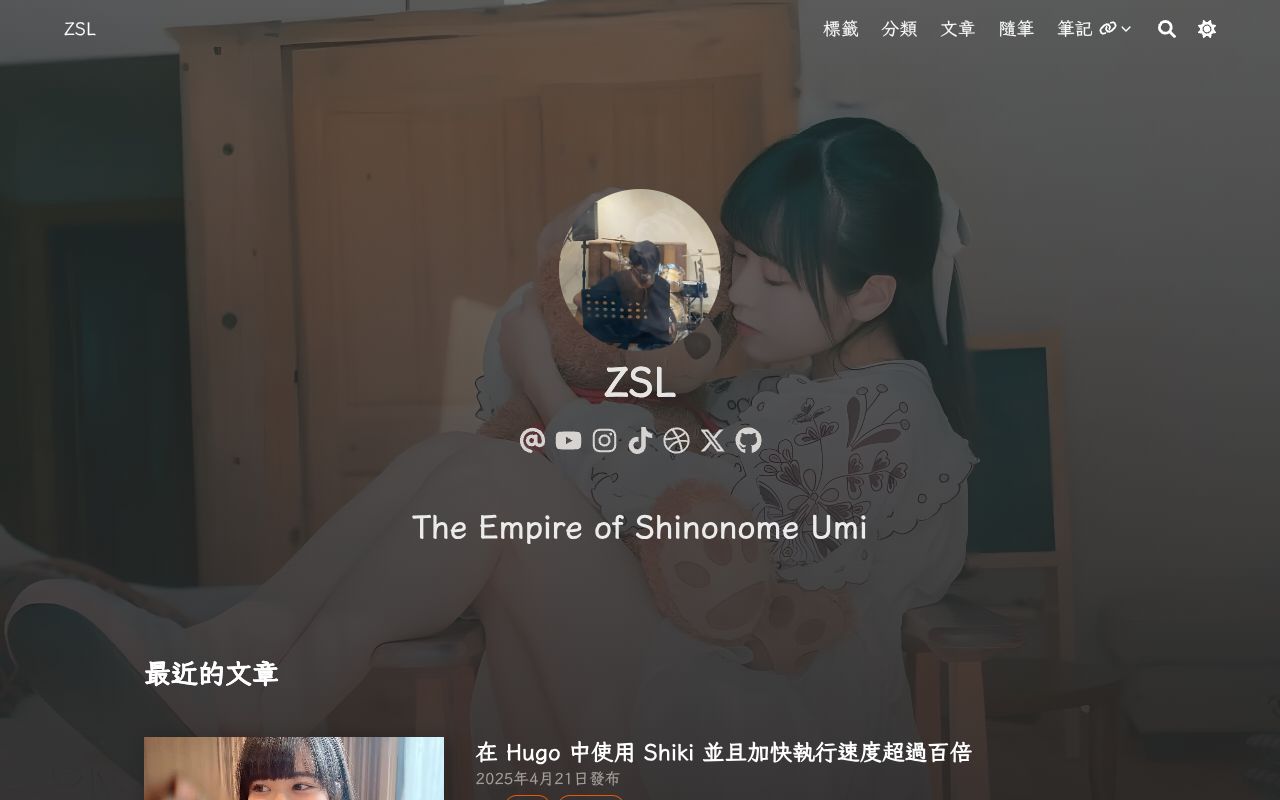 ZSL
標籤 分類 文章 隨筆 筆記
ZSL
The Empire of Shinonome Umi
最近的文章
在 Hugo 中使用 Shiki 並且加快執行速度超過百倍
2025年4月21日發布